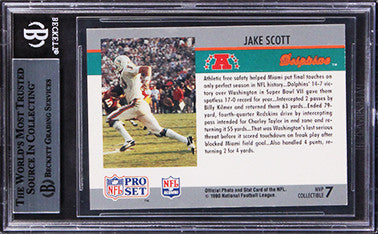 BECKETT
BGS
THE WORLD'S MOST TRUSTED
SOURCE IN COLLECTING
BECKETT GRADING SERVICES
JAKE SCOTT
A
Athletic free safety helped Miami put final touches on
only perfect season in NFL history...Dolphins' 14-7 victory
over Washington in Super Bowl VII gave them
spotless 17-0 record for year...Intercepted 2 passes
by Billy Kilmer and returned them 63 yards...Ended 79-
yard, fourth-quarter Redskins drive by intercepting
pass intended for Charley Taylor in end zone and re-
turning it 55 yards...That was Washington's last serious
threat before it scored touchdown on freak play
after blocked Miami field goal...Also handled 4 punts, re-
turning 2 for 4 yards.
PRO
SET
NFL
Official Photo and Stat Card of the NFL.
© 1990 National Football League.
MVP
COLLECTIBLE 7